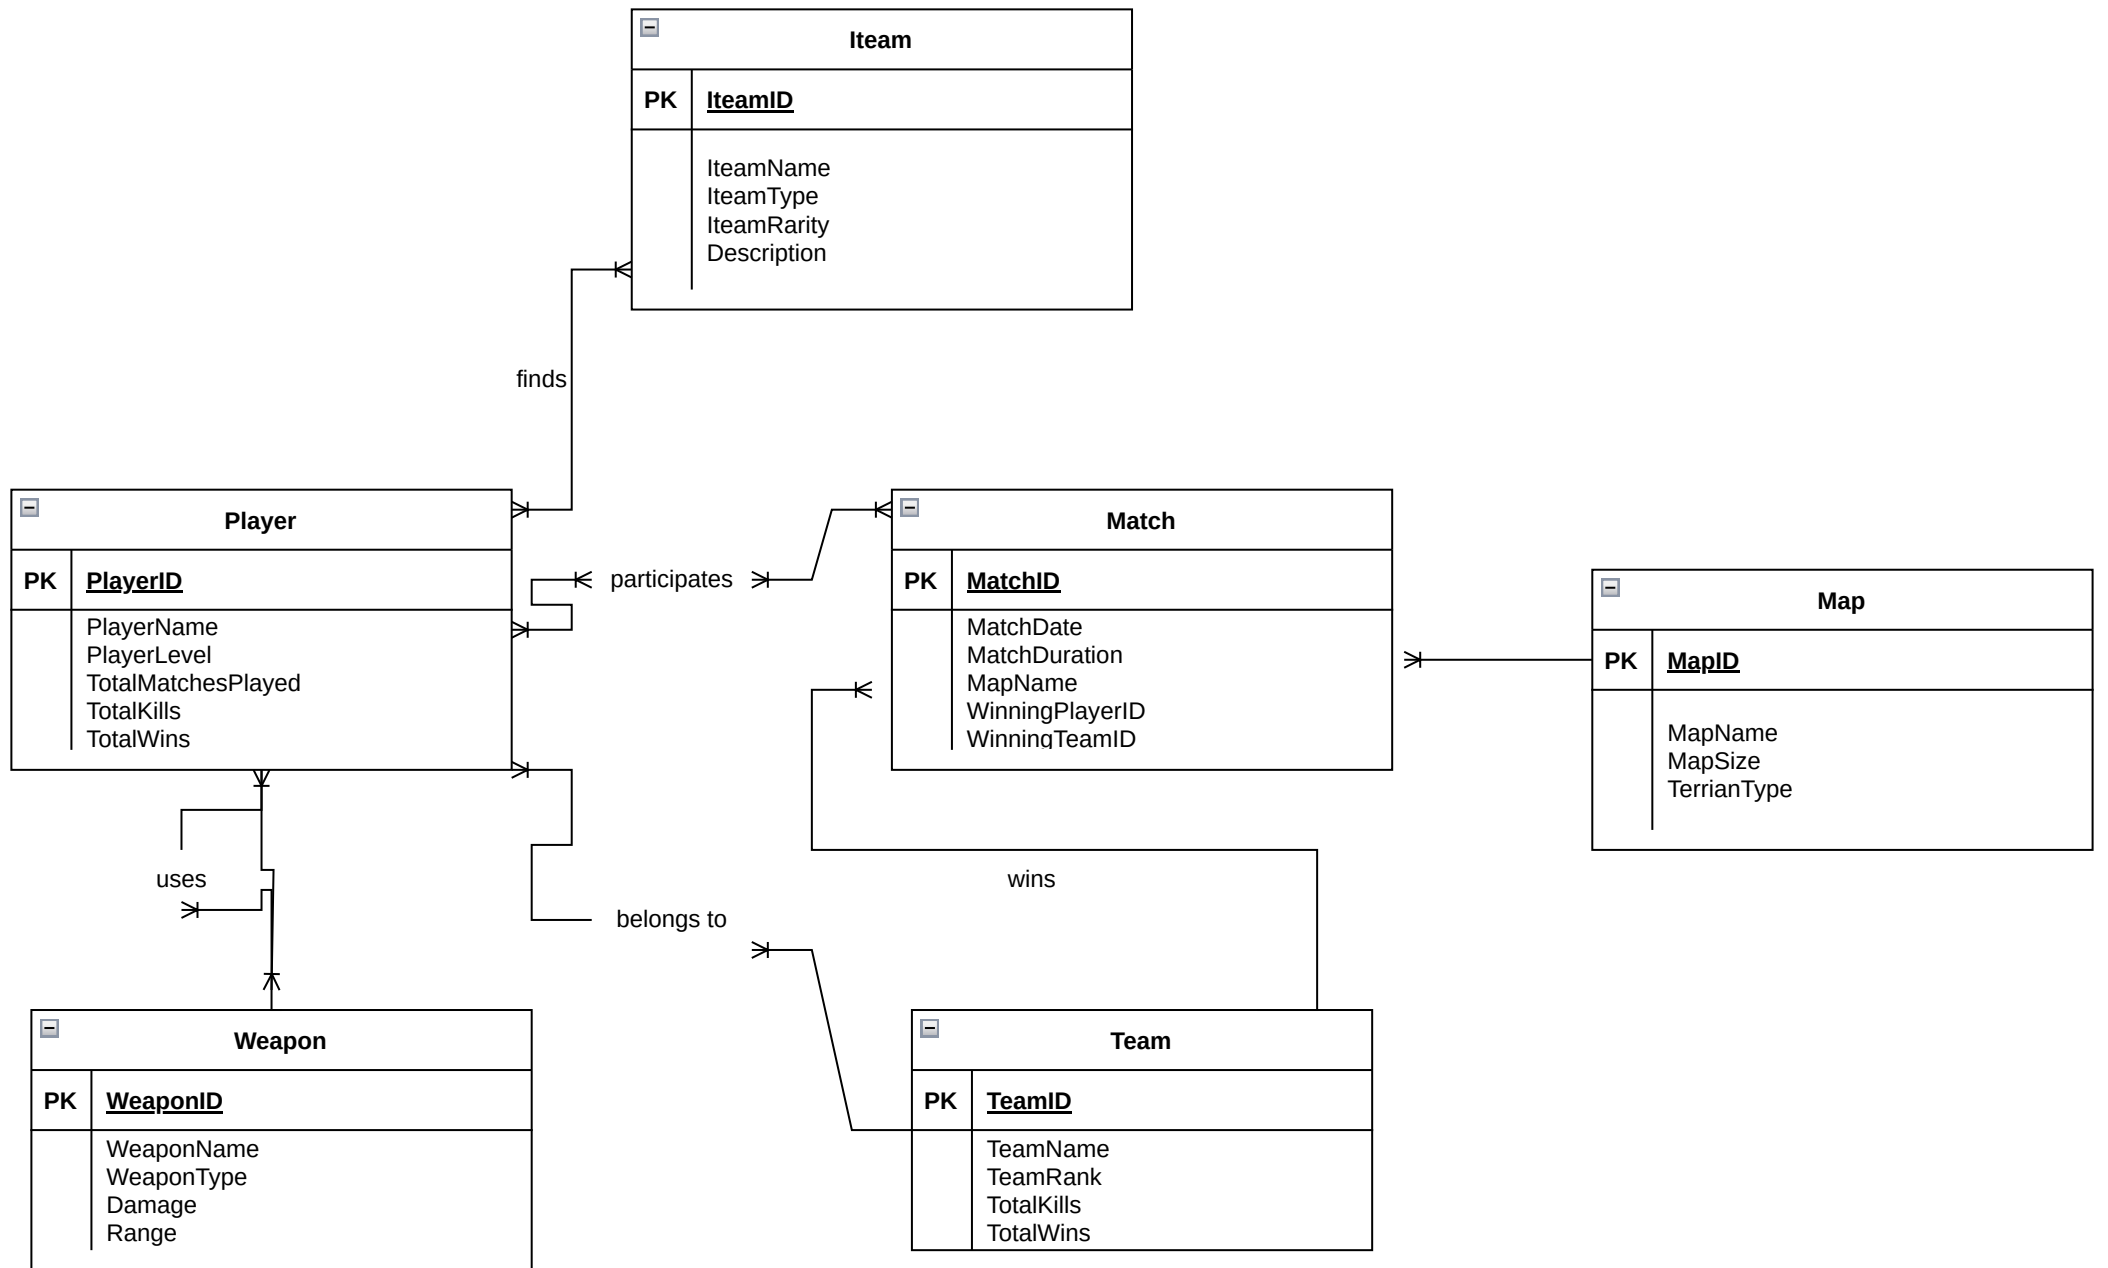 Iteam
PK IteamID
IteamName
IteamType
IteamRarity
Description
finds
Player
PK PlayerID
PlayerName
PlayerLevel
TotalMatchesPlayed
TotalKills
TotalWins
participates
Match
PK MatchID
MatchDate
MatchDuration
MapName
WinningPlayerID
WinningTeamID
Map
PK MapID
MapName
MapSize
TerrianType
uses
belongs to
wins
Weapon
PK WeaponID
WeaponName
WeaponType
Damage
Range
Team
PK TeamID
TeamName
TeamRank
TotalKills
TotalWins